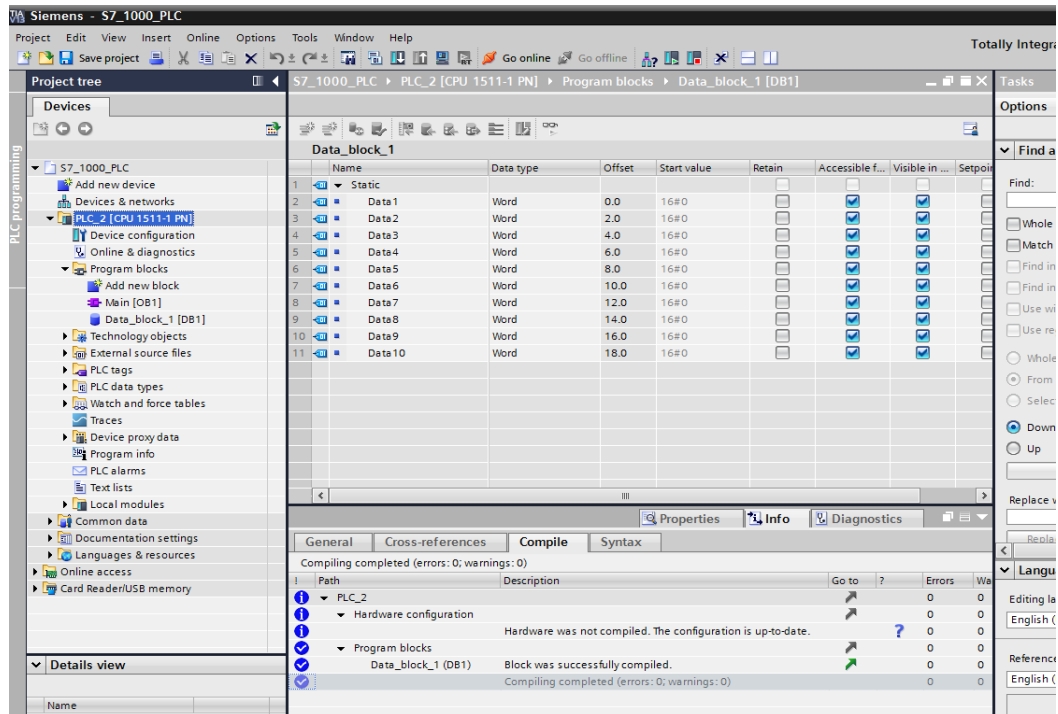 Siemens - S7_1000_PLC
Project Edit View Insert Online Options Tools Window Help
Totally Integra
Save project Go online Go offline
Project tree
S7_1000_PLC ▸ PLC_2 [CPU 1511-1 PN] ▸ Program blocks ▸ Data_block_1 [DB1]
Tasks
Devices
Options
PLC programming
Data_block_1
Find a
Name Data type Offset Start value Retain Accessible f... Visible in ... Setpoin
1 Static
2 Data1 Word 0.0 16#0
3 Data2 Word 2.0 16#0
4 Data3 Word 4.0 16#0
5 Data4 Word 6.0 16#0
6 Data5 Word 8.0 16#0
7 Data6 Word 10.0 16#0
8 Data7 Word 12.0 16#0
9 Data8 Word 14.0 16#0
10 Data9 Word 16.0 16#0
11 Data10 Word 18.0 16#0
S7_1000_PLC
Add new device
Devices & networks
PLC_2 [CPU 1511-1 PN]
Device configuration
Online & diagnostics
Program blocks
Add new block
Main [OB1]
Data_block_1 [DB1]
Technology objects
External source files
PLC tags
PLC data types
Watch and force tables
Traces
Device proxy data
Program info
PLC alarms
Text lists
Local modules
Common data
Documentation settings
Languages & resources
Online access
Card Reader/USB memory
Details view
Name
Properties Info Diagnostics
General Cross-references Compile Syntax
Compiling completed (errors: 0; warnings: 0)
! Path Description Go to ? Errors Wa
PLC_2 0 0
Hardware configuration 0 0
Hardware was not compiled. The configuration is up-to-date. ? 0 0
Program blocks 0 0
Data_block_1 (DB1) Block was successfully compiled. 0 0
Compiling completed (errors: 0; warnings: 0) 0 0
Find:
Whole
Match
Find in
Find in
Use wi
Use re
Whole
From
Selec
Down
Up
Replace w
Repla
Langua
Editing la
English (
Reference
English (